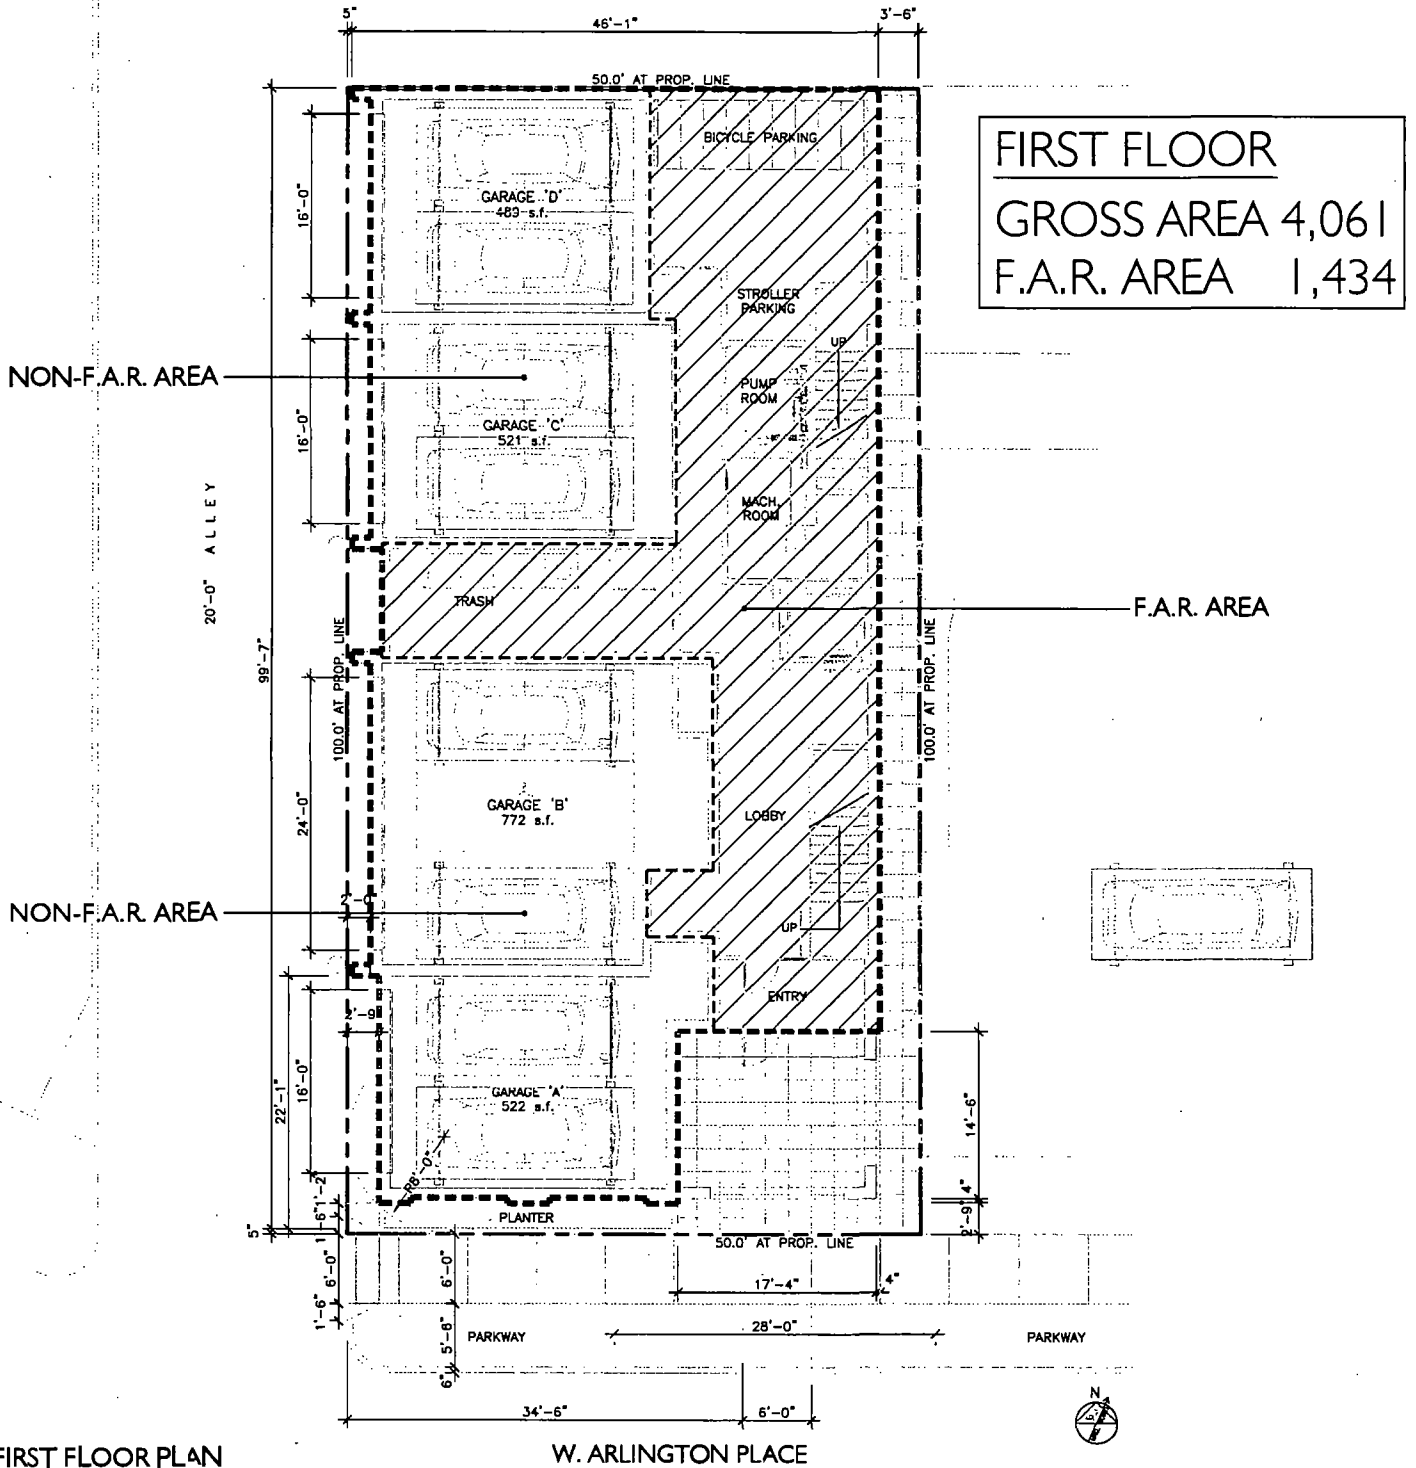 5"
46'-1"
3'-6"
50.0' AT PROP. LINE
BICYCLE PARKING
FIRST FLOOR
GROSS AREA 4,061
F.A.R. AREA 1,434
16'-0"
GARAGE 'D'
483 s.f.
STROLLER
PARKING
UP
NON-F.A.R. AREA
PUMP
ROOM
16'-0"
GARAGE 'C'
521 s.f.
MACH.
ROOM
20'-0" ALLEY
TRASH
F.A.R. AREA
99'-7"
100.0' AT PROP. LINE
100.0' AT PROP. LINE
24'-0"
GARAGE 'B'
772 s.f.
LOBBY
NON-F.A.R. AREA
UP
ENTRY
2'-9"
22'-1"
16'-0"
GARAGE 'A'
522 s.f.
R8'-0"
14'-6"
4"
2'-9"
1'-2"
1'-6"
5"
PLANTER
50.0' AT PROP. LINE
6'-0"
6'-0"
17'-4"
4"
1'-6"
5'-8"
PARKWAY
28'-0"
PARKWAY
6"
N
34'-6"
6'-0"
FIRST FLOOR PLAN
W. ARLINGTON PLACE